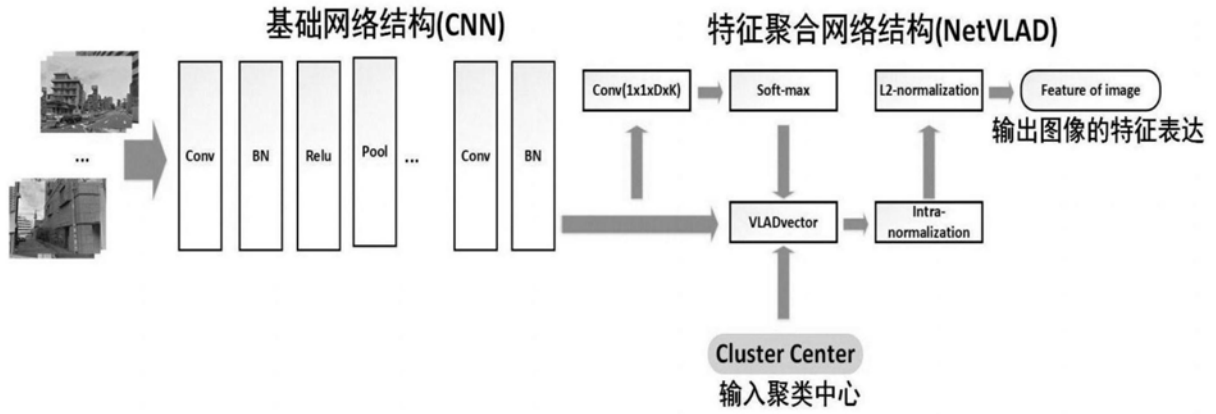 基础网络结构(CNN)
特征聚合网络结构(NetVLAD)
Conv
BN
Relu
Pool
...
Conv
BN
...
Conv(1x1xDxK)
Soft-max
L2-normalization
Feature of image
输出图像的特征表达
VLADvector
Intra-
normalization
Cluster Center
输入聚类中心